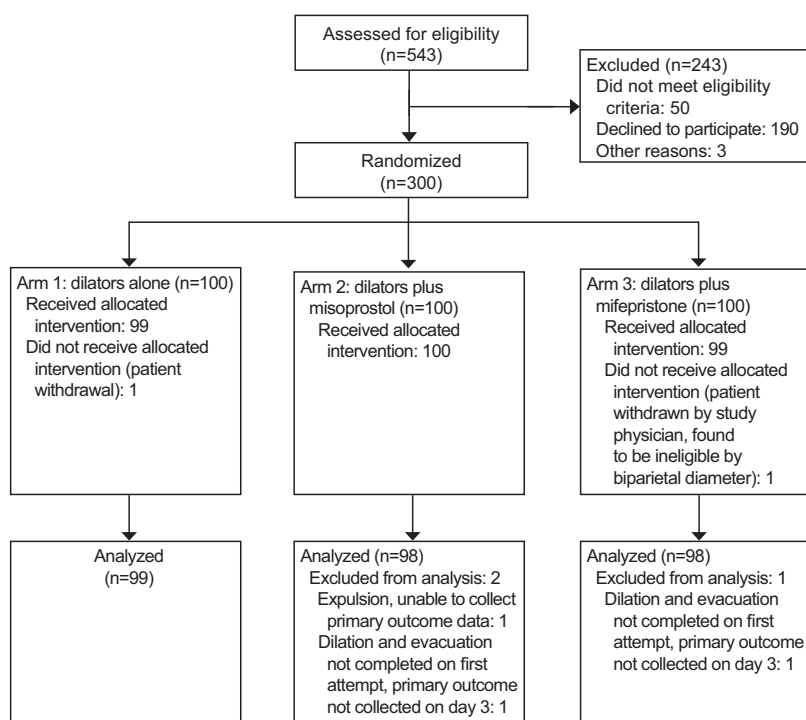 Assessed for eligibility
(n=543)
Excluded (n=243)
Did not meet eligibility
criteria: 50
Declined to participate: 190
Other reasons: 3
Randomized
(n=300)
Arm 1: dilators alone (n=100)
Received allocated
intervention: 99
Did not receive allocated
intervention (patient
withdrawal): 1
Arm 2: dilators plus
misoprostol (n=100)
Received allocated
intervention: 100
Arm 3: dilators plus
mifepristone (n=100)
Received allocated
intervention: 99
Did not receive allocated
intervention (patient
withdrawn by study
physician, found
to be ineligible by
biparietal diameter): 1
Analyzed
(n=99)
Analyzed (n=98)
Excluded from analysis: 2
Expulsion, unable to collect
primary outcome data: 1
Dilation and evacuation
not completed on first
attempt, primary outcome
not collected on day 3: 1
Analyzed (n=98)
Excluded from analysis: 1
Dilation and evacuation
not completed on first
attempt, primary outcome
not collected on day 3: 1